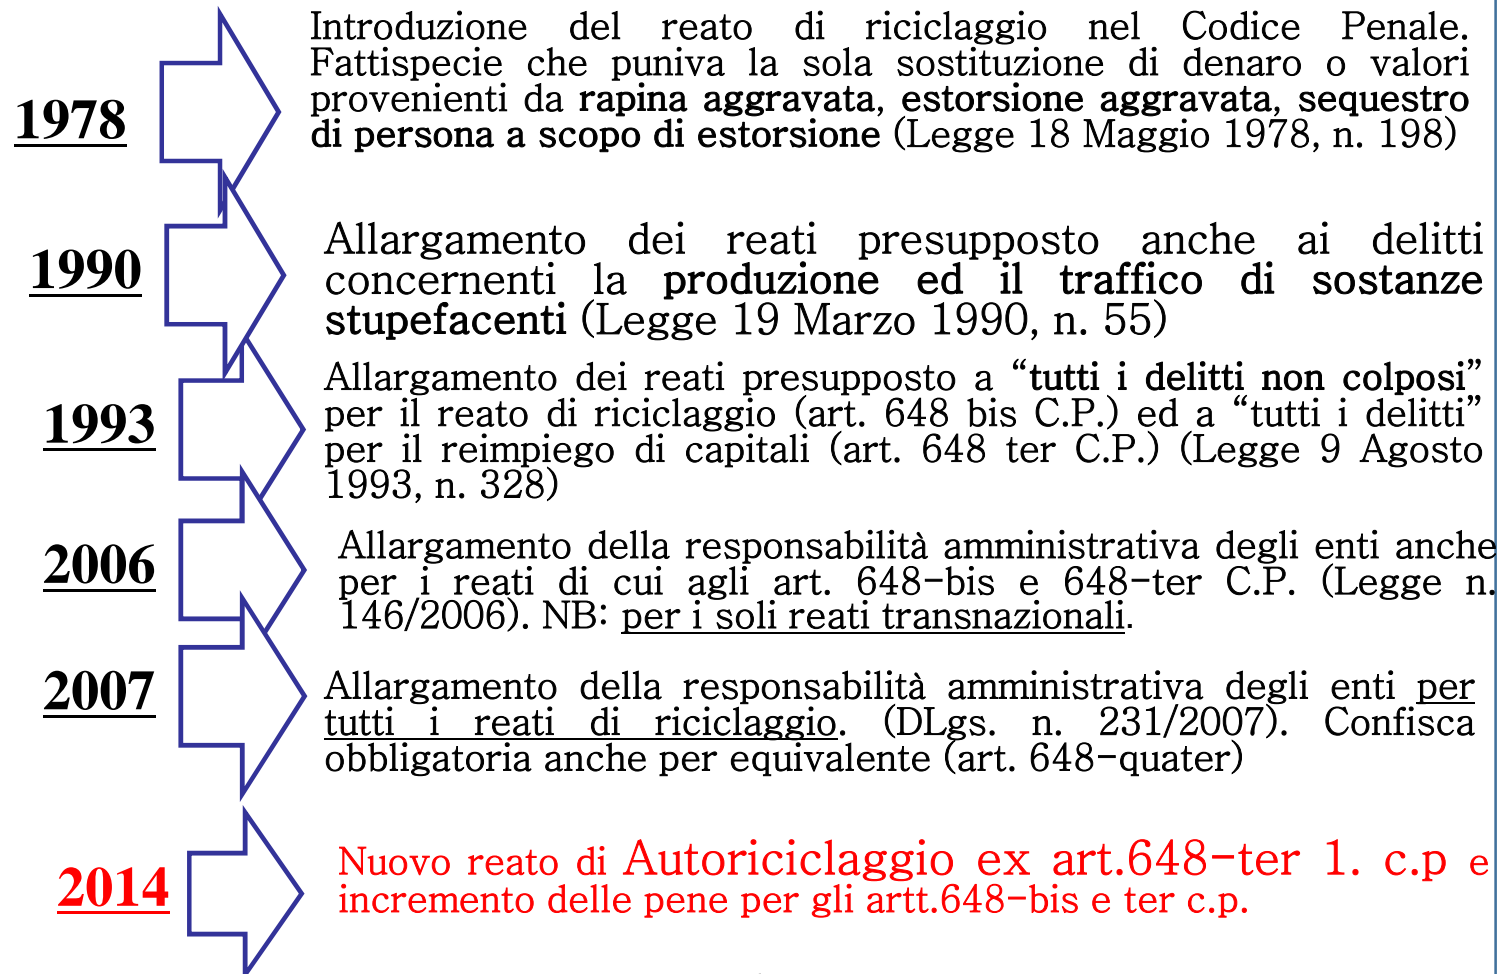 1978
Introduzione del reato di riciclaggio nel Codice Penale.
Fattispecie che puniva la sola sostituzione di denaro o valori
provenienti da rapina aggravata, estorsione aggravata, sequestro
di persona a scopo di estorsione (Legge 18 Maggio 1978, n. 198)
1990
Allargamento dei reati presupposto anche ai delitti
concernenti la produzione ed il traffico di sostanze
stupefacenti (Legge 19 Marzo 1990, n. 55)
1993
Allargamento dei reati presupposto a “tutti i delitti non colposi”
per il reato di riciclaggio (art. 648 bis C.P.) ed a “tutti i delitti”
per il reimpiego di capitali (art. 648 ter C.P.) (Legge 9 Agosto
1993, n. 328)
2006
Allargamento della responsabilità amministrativa degli enti anche
per i reati di cui agli art. 648-bis e 648-ter C.P. (Legge n.
146/2006). NB: per i soli reati transnazionali.
2007
Allargamento della responsabilità amministrativa degli enti per
tutti i reati di riciclaggio. (DLgs. n. 231/2007). Confisca
obbligatoria anche per equivalente (art. 648-quater)
2014
Nuovo reato di Autoriciclaggio ex art.648-ter 1. c.p e
incremento delle pene per gli artt.648-bis e ter c.p.